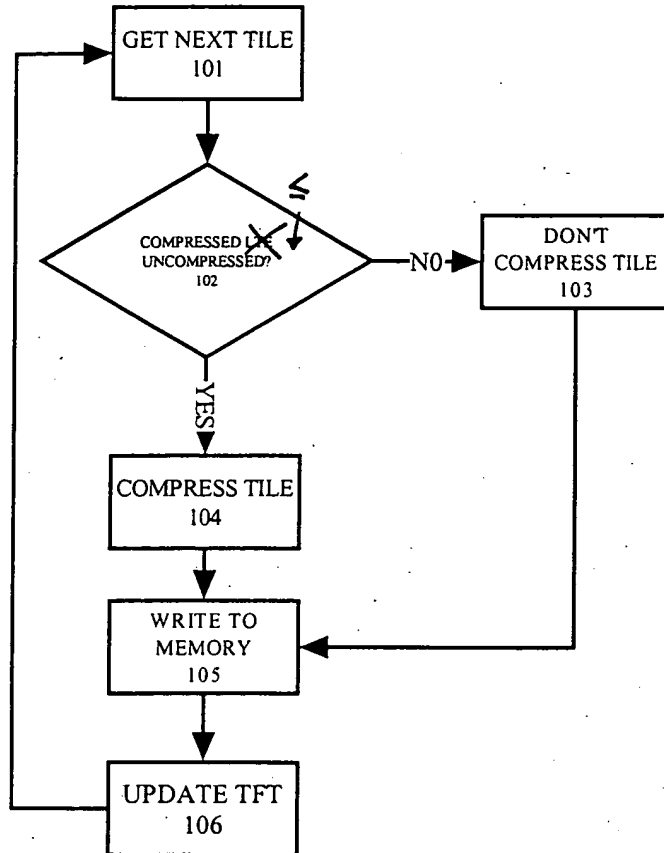 GET NEXT TILE
101
≤
COMPRESSED LTE
UNCOMPRESSED?
102
NO
DON'T
COMPRESS TILE
103
YES
COMPRESS TILE
104
WRITE TO
MEMORY
105
UPDATE TFT
106